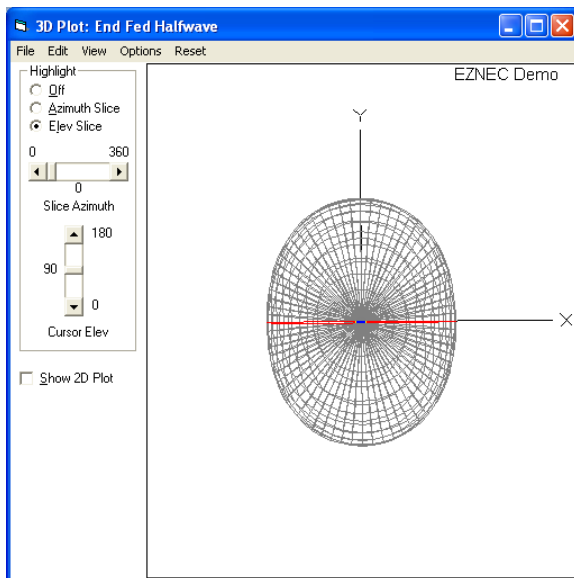 3D Plot: End Fed Halfwave
File Edit View Options Reset
Highlight
Off
Azimuth Slice
Elev Slice
0 360
0
Slice Azimuth
180
90
0
Cursor Elev
Show 2D Plot
EZNEC Demo
Y
X